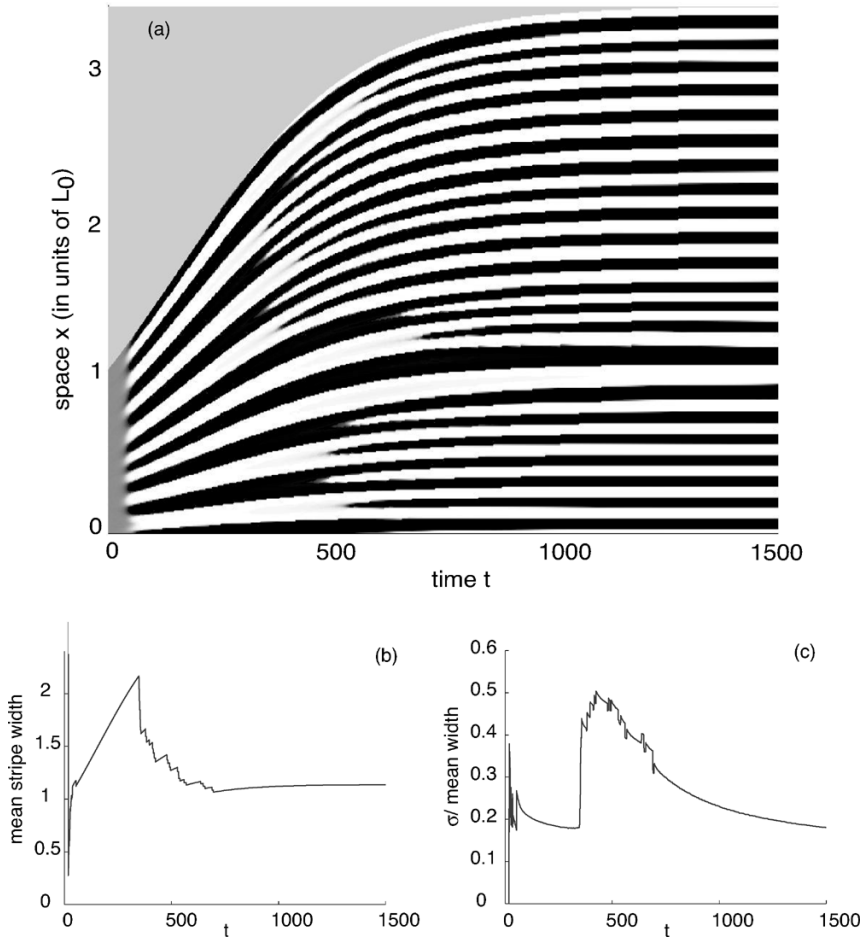 (a)
3
2
1
0
space x (in units of L0)
0 500 1000 1500
time t
(b)
2
1.5
1
0.5
0
mean stripe width
0 500 1000 1500
t
(c)
0.6
0.5
0.4
0.3
0.2
0.1
0
σ/ mean width
0 500 1000 1500
t